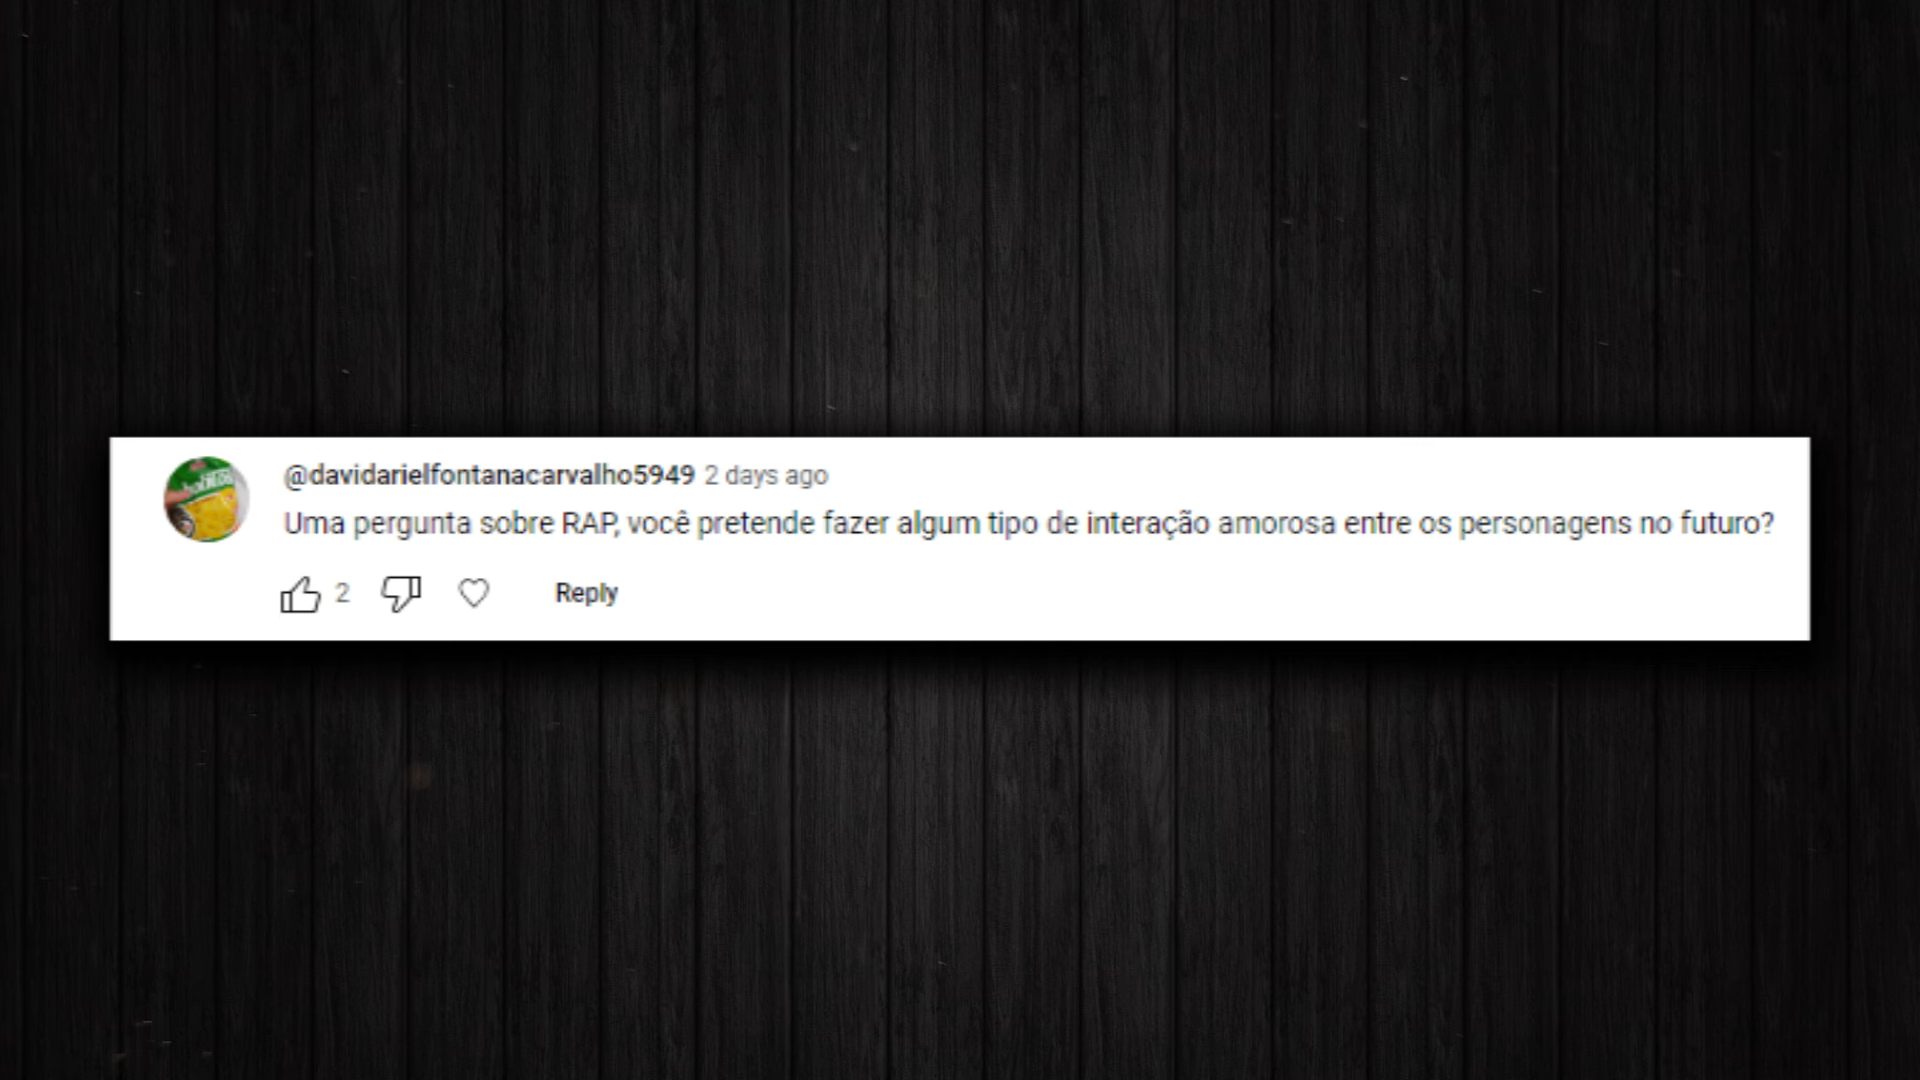 @davidarielfontanacarvalho5949 2 days ago
Uma pergunta sobre RAP, você pretende fazer algum tipo de interação amorosa entre os personagens no futuro?
2 Reply